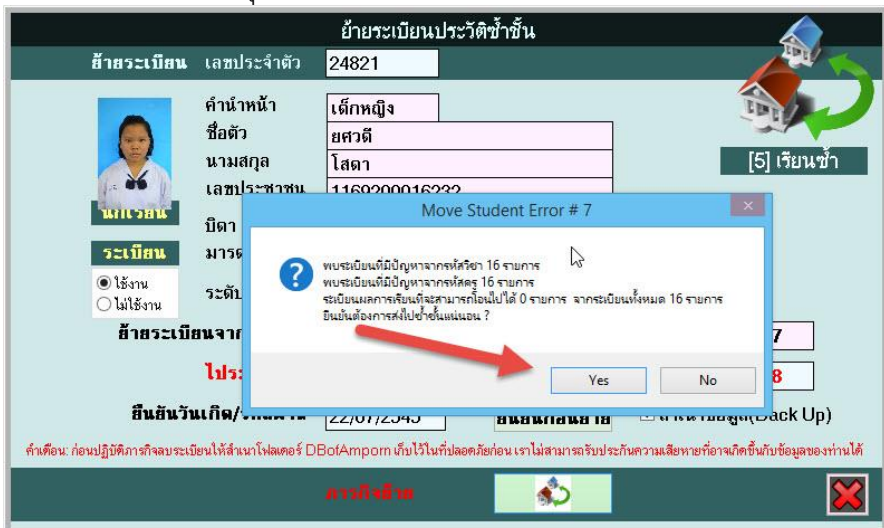 ย้ายระเบียนประวัติซ้ำชั้น
ย้ายระเบียน เลขประจำตัว 24821
คำนำหน้า เด็กหญิง
ชื่อตัว ยศวดี
นามสกุล โสดา
[5] เรียนซ้ำ
เลขประชาชน 1169200016232
นักเรียน
บิดา
Move Student Error # 7
ระเบียน
พบระเบียนที่มีปัญหาจากรหัสวิชา 16 รายการ
พบระเบียนที่มีปัญหาจากรหัสครู 16 รายการ
ระเบียนผลการเรียนที่จะสามารถโอนไปได้ 0 รายการ จากระเบียนทั้งหมด 16 รายการ
ยืนยันต้องการส่งไปซ้ำชั้นแน่นอน ?
ใช้งาน
ไม่ใช้งาน
ระดับ
ย้ายระเบียนจาก 7
Yes No
8
22/07/2545 ยืนยันก่อนย้าย สำเนาข้อมูล(Back Up)
คำเตือน: ก่อนปฏิบัติภารกิจลบระเบียนให้สำเนาโฟลเดอร์ DBofAmporn เก็บไว้ในที่ปลอดภัยก่อน เราไม่สามารถรับประกันความเสียหายที่อาจเกิดขึ้นกับข้อมูลของท่านได้
ภารกิจย้าย